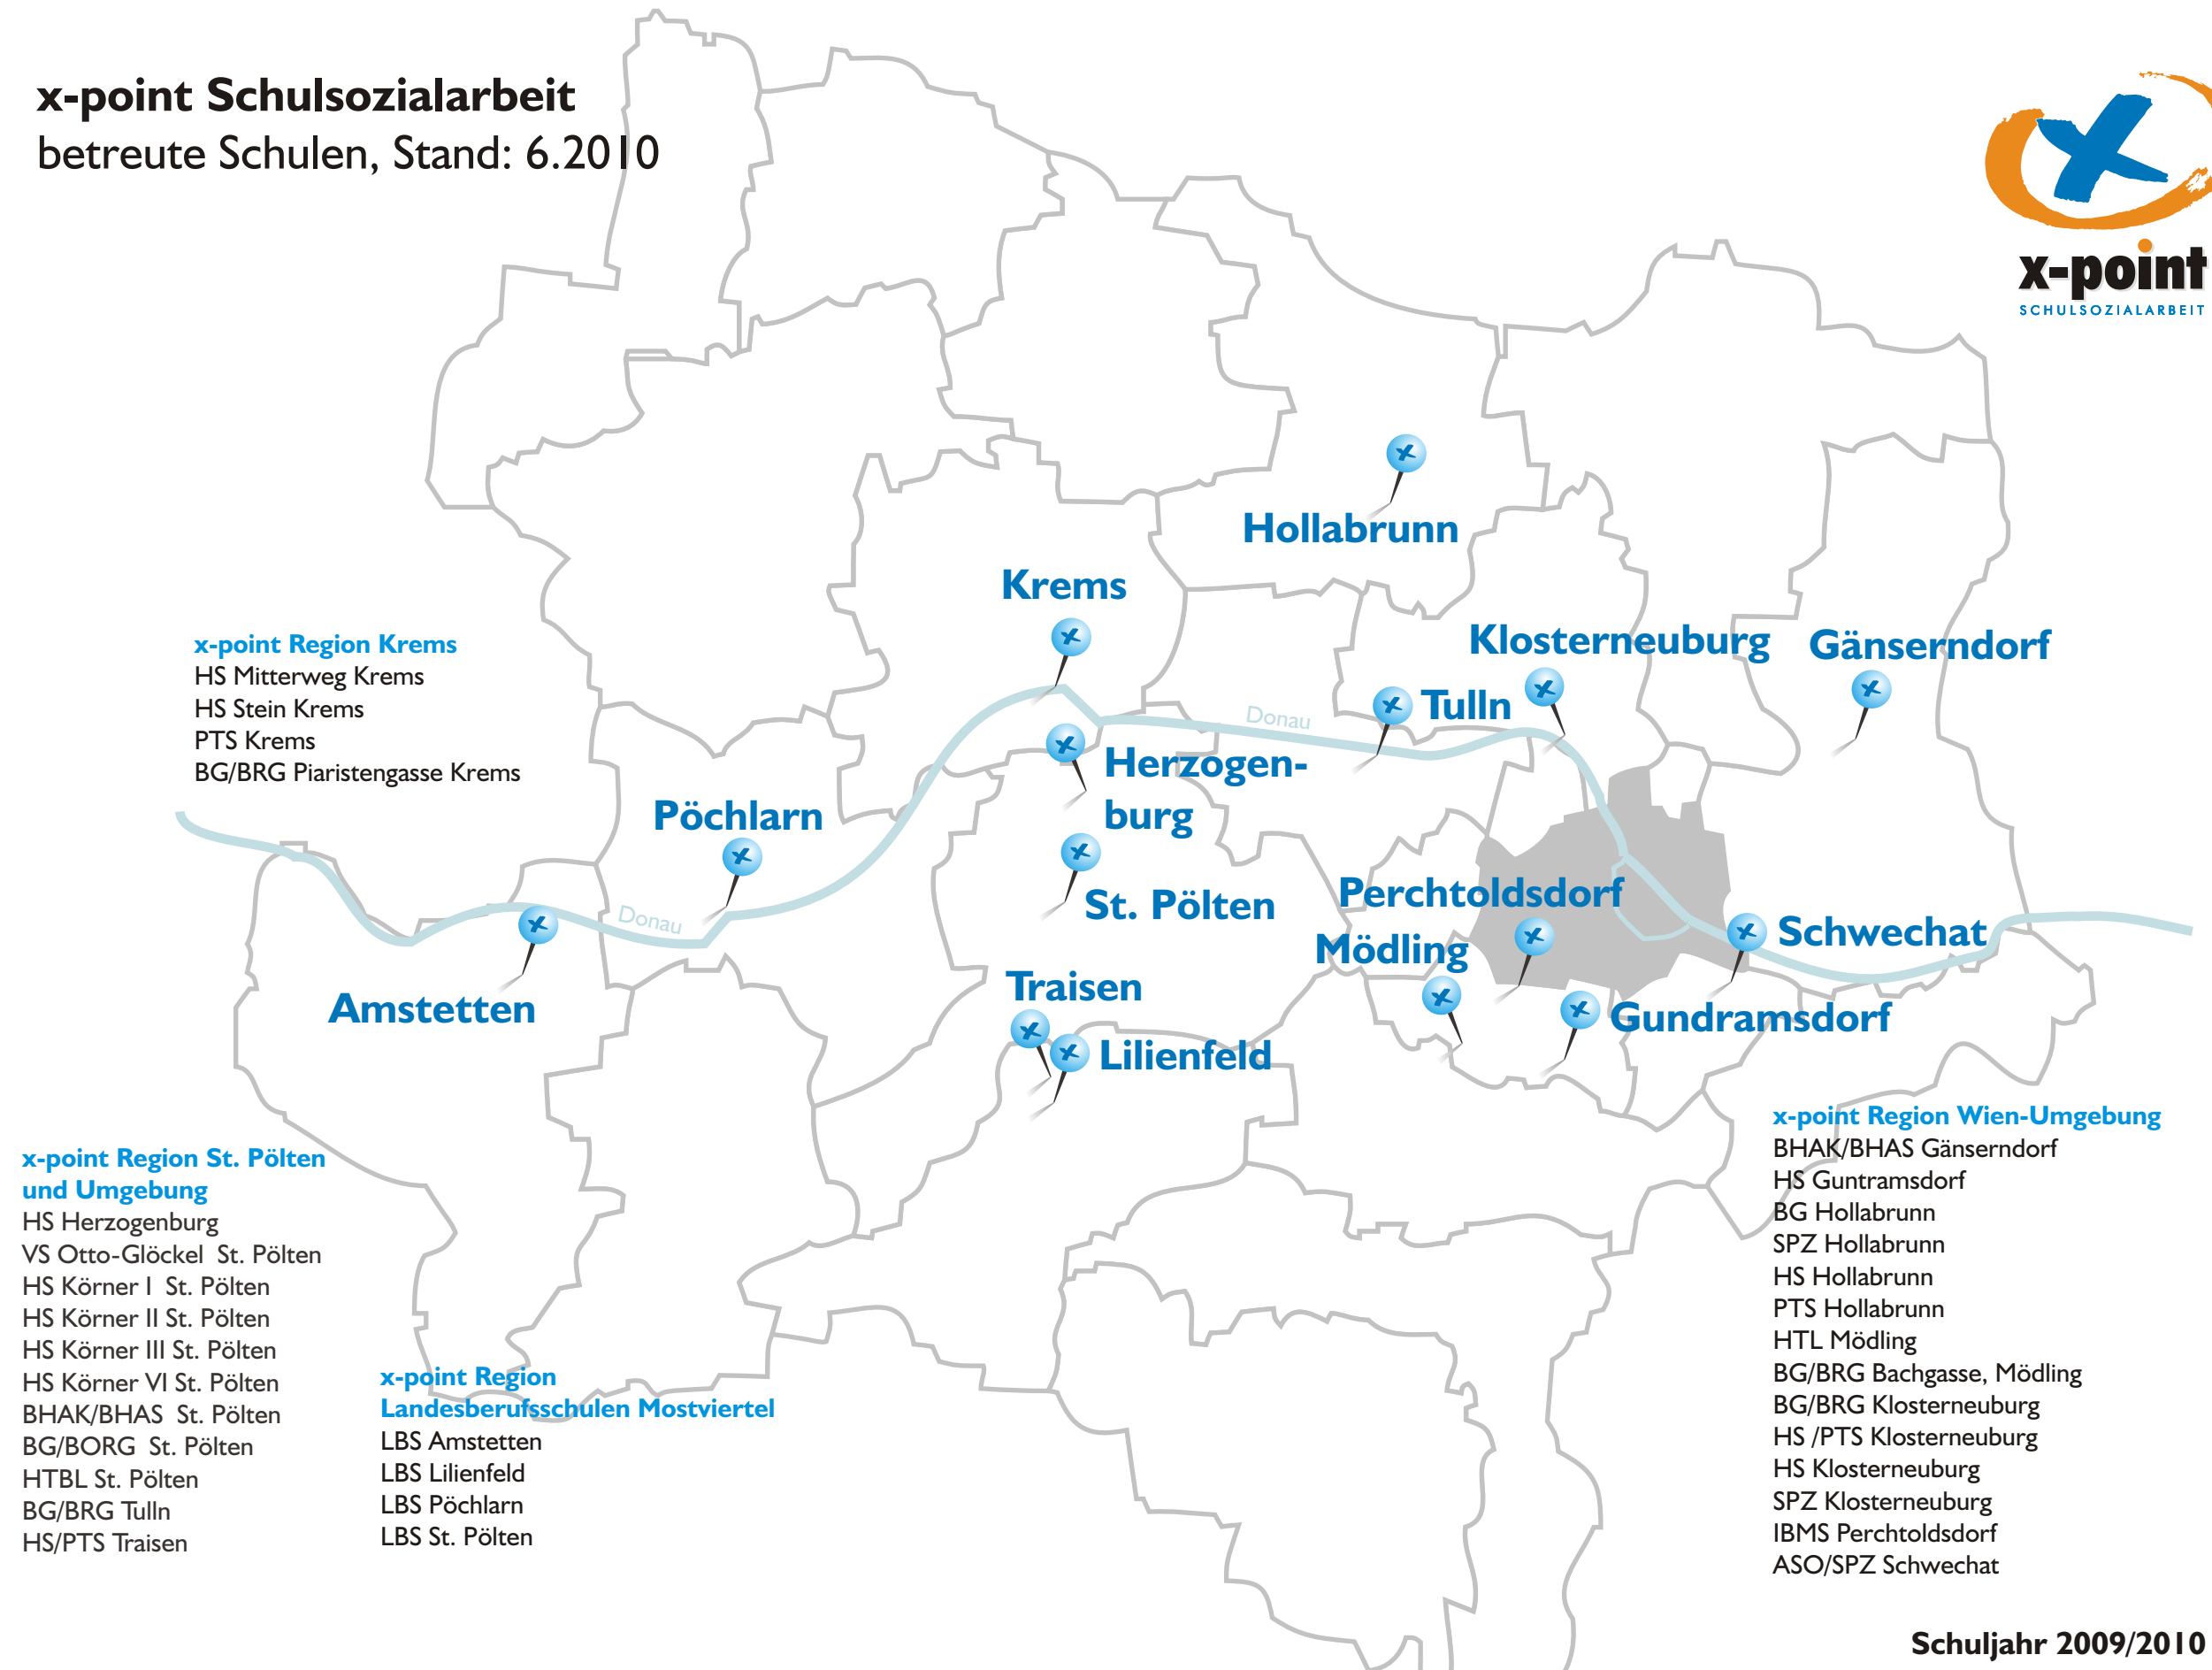 x-point Schulsozialarbeit
betreute Schulen, Stand: 6.2010
x-point
SCHULSOZIALARBEIT
Hollabrunn
Krems
Klosterneuburg
Gänserndorf
Tulln
Donau
Herzogen-
burg
Pöchlarn
St. Pölten
Perchtoldsdorf
Mödling
Schwechat
Donau
Amstetten
Traisen
Lilienfeld
Gundramsdorf
x-point Region Krems
HS Mitterweg Krems
HS Stein Krems
PTS Krems
BG/BRG Piaristengasse Krems
x-point Region St. Pölten
und Umgebung
HS Herzogenburg
VS Otto-Glöckel St. Pölten
HS Körner I St. Pölten
HS Körner II St. Pölten
HS Körner III St. Pölten
HS Körner VI St. Pölten
BHAK/BHAS St. Pölten
BG/BORG St. Pölten
HTBL St. Pölten
BG/BRG Tulln
HS/PTS Traisen
x-point Region
Landesberufsschulen Mostviertel
LBS Amstetten
LBS Lilienfeld
LBS Pöchlarn
LBS St. Pölten
x-point Region Wien-Umgebung
BHAK/BHAS Gänserndorf
HS Guntramsdorf
BG Hollabrunn
SPZ Hollabrunn
HS Hollabrunn
PTS Hollabrunn
HTL Mödling
BG/BRG Bachgasse, Mödling
BG/BRG Klosterneuburg
HS /PTS Klosterneuburg
HS Klosterneuburg
SPZ Klosterneuburg
IBMS Perchtoldsdorf
ASO/SPZ Schwechat
Schuljahr 2009/2010